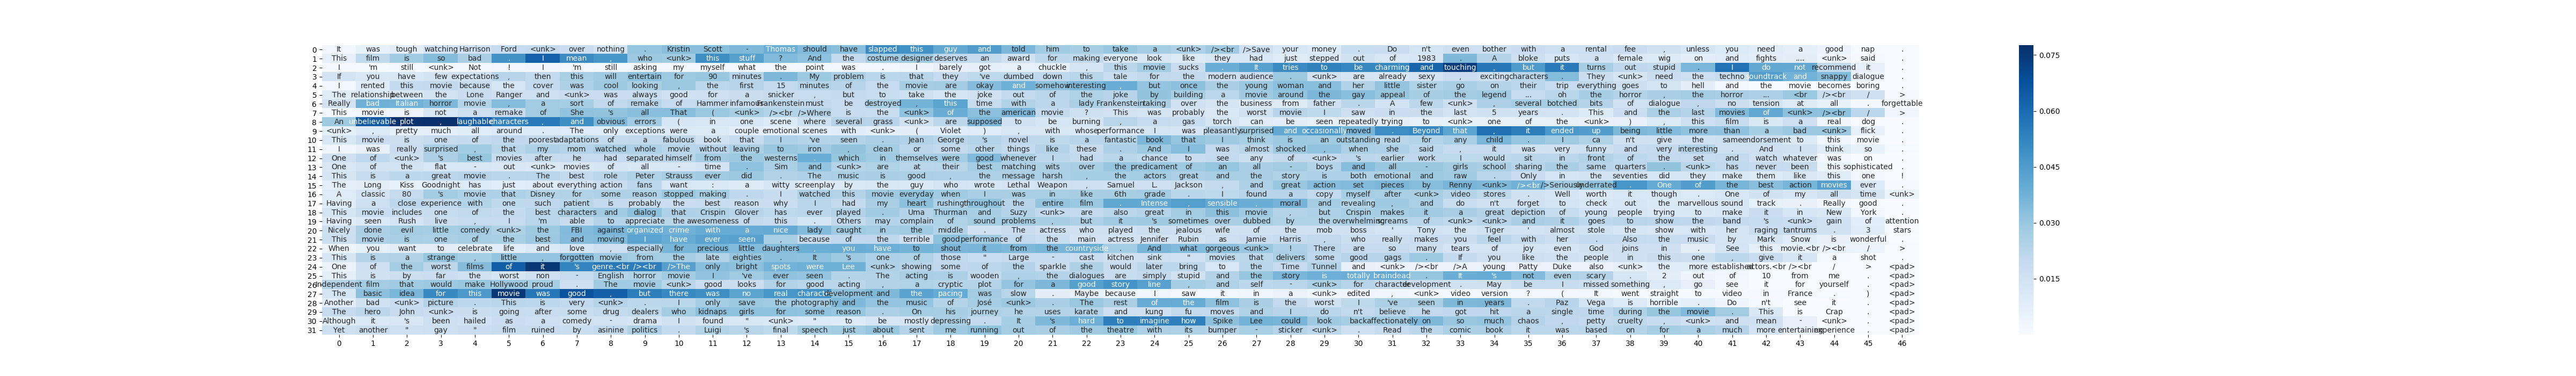 0 It was tough watching Harrison Ford <unk> over nothing . Kristin Scott - Thomas should have slapped this guy and told him to take a <unk> /><br />Save your money . Do n't even bother with a rental fee , unless you need a good nap .
1 This film is so bad . I mean , who <unk> this stuff ? And the costume designer deserves an award for making everyone look like they had just stepped out of 1983 . A bloke puts a female wig on and fights .... <unk> said .
2 I 'm still <unk> Not ! I 'm still asking my myself what the point was . I barely got a chuckle , this movie sucks . It tries to be charming and touching , but it turns out stupid . I do not recommend it .
3 If you have few expectations , then this will entertain for 90 minutes . My problem is that they 've dumbed down this tale for the modern audience . <unk> are already sexy , exciting characters . They <unk> need the techno soundtrack and snappy dialogue .
4 I rented this movie because the cover was cool looking , the first 15 minutes of the movie are okay and somehow interesting , but once the young woman and her little sister go on their trip everything goes to hell and the movie becomes boring .
5 The relationship between the Lone Ranger and <unk> was always good for a snicker , but to take the joke out of the joke by building a movie around the gay appeal of the legend ... oh the horror , the horror ... <br /><br /> >
6 Really bad Italian horror movie , a sort of remake of Hammer infamous Frankenstein must be destroyed , this time with a lady Frankenstein taking over the business from father . A few <unk> , several botched bits of dialogue , no tension at all . forgettable
7 This movie is not a remake of She 's all That ( <unk> /><br />Where is the <unk> of the american movie ? This was probably the worst movie I saw in the last 5 years . This and the last movies of <unk> /><br / >
8 An unbelievable plot , laughable characters , and obvious errors ( in one scene where several grass <unk> are supposed to be burning , a gas torch can be seen repeatedly trying to <unk> one of the <unk> ) , this film is a real dog .
9 <unk> , pretty much all around . The only exceptions were a couple emotional scenes with <unk> ( Violet ) , with whose performance I was pleasantly surprised and occasionally moved . Beyond that , it ended up being little more than a bad <unk> flick .
10 This movie is one of the poorest adaptations of a fabulous book that I 've seen . Jean George 's novel is a fantastic book that I think is an outstanding read for any child . I ca n't give the same endorsement to this movie .
11 I was really surprised , that my mom watched whole movie without leaving to iron , clean or some other things like these . And I was almost shocked , when she said , it was very funny and very interesting . And I think so .
12 One of <unk> 's best movies after he had separated himself from the westerns , which in themselves were good whenever I had a chance to see any of <unk> 's earlier work I would sit in front of the set and watch whatever was on .
13 One of the flat - out <unk> movies of all - time . Sim and <unk> are at their best matching wits over the predicament of an all - boys and all - girls school sharing the same quarters . <unk> has never been this sophisticated .
14 This is a great movie . The best role Peter Strauss ever did . The music is good , the message harsh , the actors great and the story is both emotional and raw . Only in the seventies did they make them like this one !
15 The Long Kiss Goodnight has just about everything action fans want : a witty screenplay by the guy who wrote Lethal Weapon , Samuel L. Jackson , and great action set pieces by Renny <unk> /><br />Seriously underrated . One of the best action movies ever .
16 A classic 80 's movie that Disney for some reason stopped making . I watched this movie everyday when I was in like 6th grade . I found a copy myself after <unk> video stores . Well worth it though . One of my all time <unk>
17 Having a close experience with one such patient is probably the best reason why I had my heart rushing throughout the entire film . Intense , sensible , moral and revealing , and do n't forget to check out the marvellous sound track . Really good .
18 This movie includes one of the best characters and dialog that Crispin Glover has ever played . Uma Thurman and Suzy <unk> are also great in this movie , but Crispin makes it a great depiction of young people trying to make it in New York .
19 Having seen Rush live , I 'm able to appreciate the awesomeness of this . Others may complain of sound problems , but it 's sometimes over dubbed by the overwhelming screams of <unk> <unk> and it goes to show the band 's <unk> gain of attention
20 Nicely done evil little comedy <unk> the FBI against organized crime with a nice lady caught in the middle . The actress who played the jealous wife of the mob boss ' Tony the Tiger ' almost stole the show with her raging tantrums . 3 stars
21 This movie is one of the best and moving I have ever seen , because of the terrible good performance of the main actress Jennifer Rubin as Jamie Harris , who really makes you feel with her . Also the music by Mark Snow is wonderful .
22 When you want to celebrate life and love , especially for precious little daughters , you have to shout it from the countryside . And what gorgeous <unk> ! There are so many tears of joy even God joins in . See this movie.<br /><br / >
23 This is a strange , little , forgotten movie from the late eighties . It 's one of those " Large - cast kitchen sink " movies that delivers some good gags . If you like the people in this one , give it a shot .
24 One of the worst films of it 's genre.<br /><br />The only bright spots were Lee <unk> showing some of the sparkle she would later bring to the Time Tunnel and <unk> /><br />A young Patty Duke also <unk> the more established actors.<br /><br / > <pad>
25 This is by far the worst non - English horror movie I 've ever seen . The acting is wooden , the dialogues are simply stupid and the story is totally braindead . It 's not even scary . 2 out of 10 from me . <pad>
26 Independent film that would make Hollywood proud . The movie <unk> good looks for good acting , a cryptic plot for a good story line and self - <unk> for character development . May be I missed something , go see it for yourself . <pad>
27 The basic idea for this movie was good , but there was no real character development and the pacing was slow . Maybe because I saw it in a <unk> edited , <unk> video version ? ( It went straight to video in France . ) <pad>
28 Another bad <unk> picture . This is very <unk> . I only save the photography and the music of José <unk> . The rest of the film is the worst I 've seen in years . Paz Vega is horrible . Do n't see it . <pad>
29 The hero John <unk> is going after some drug dealers who kidnaps girls for some reason . On his journey he uses karate and kung fu moves and I do n't believe he got hit a single time during the movie . This is Crap . <pad>
30 Although it 's been hailed as a comedy - drama I found " <unk> " to be mostly depressing . It 's hard to imagine how Spike Lee could look back affectionately on so much chaos , petty cruelty , <unk> and mean - <unk> . <pad>
31 Yet another " gay " film ruined by asinine politics , Luigi 's final speech just about sent me running out of the theatre with its bumper - sticker <unk> . Read the comic book it was based on for a much more entertaining experience , <pad>
0 1 2 3 4 5 6 7 8 9 10 11 12 13 14 15 16 17 18 19 20 21 22 23 24 25 26 27 28 29 30 31 32 33 34 35 36 37 38 39 40 41 42 43 44 45 46
0.075
0.060
0.045
0.030
0.015